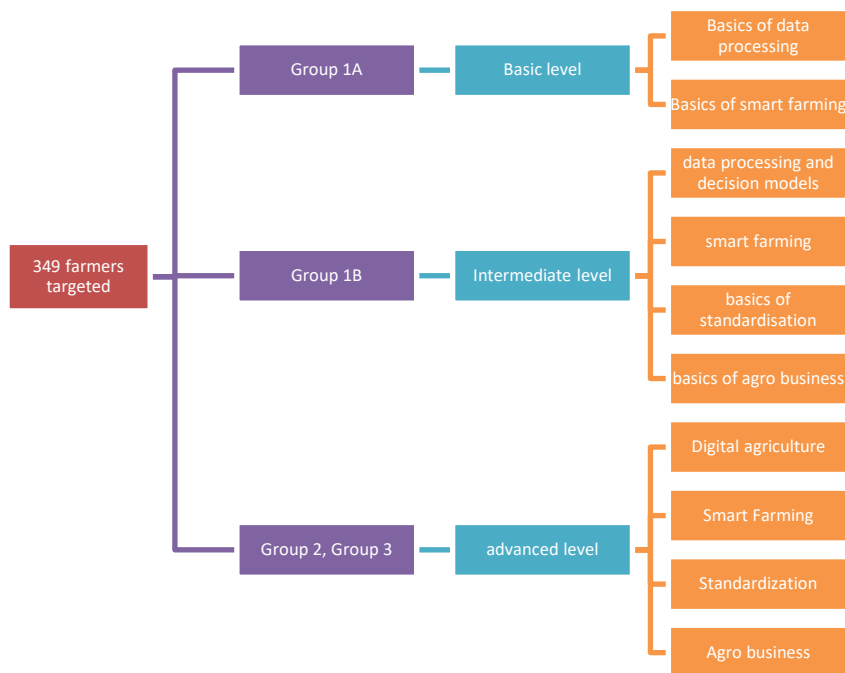 349 farmers
targeted
Group 1A
Basic level
Basics of data
processing
Basics of smart farming
Group 1B
Intermediate level
data processing and
decision models
smart farming
basics of
standardisation
basics of agro business
Group 2, Group 3
advanced level
Digital agriculture
Smart Farming
Standardization
Agro business